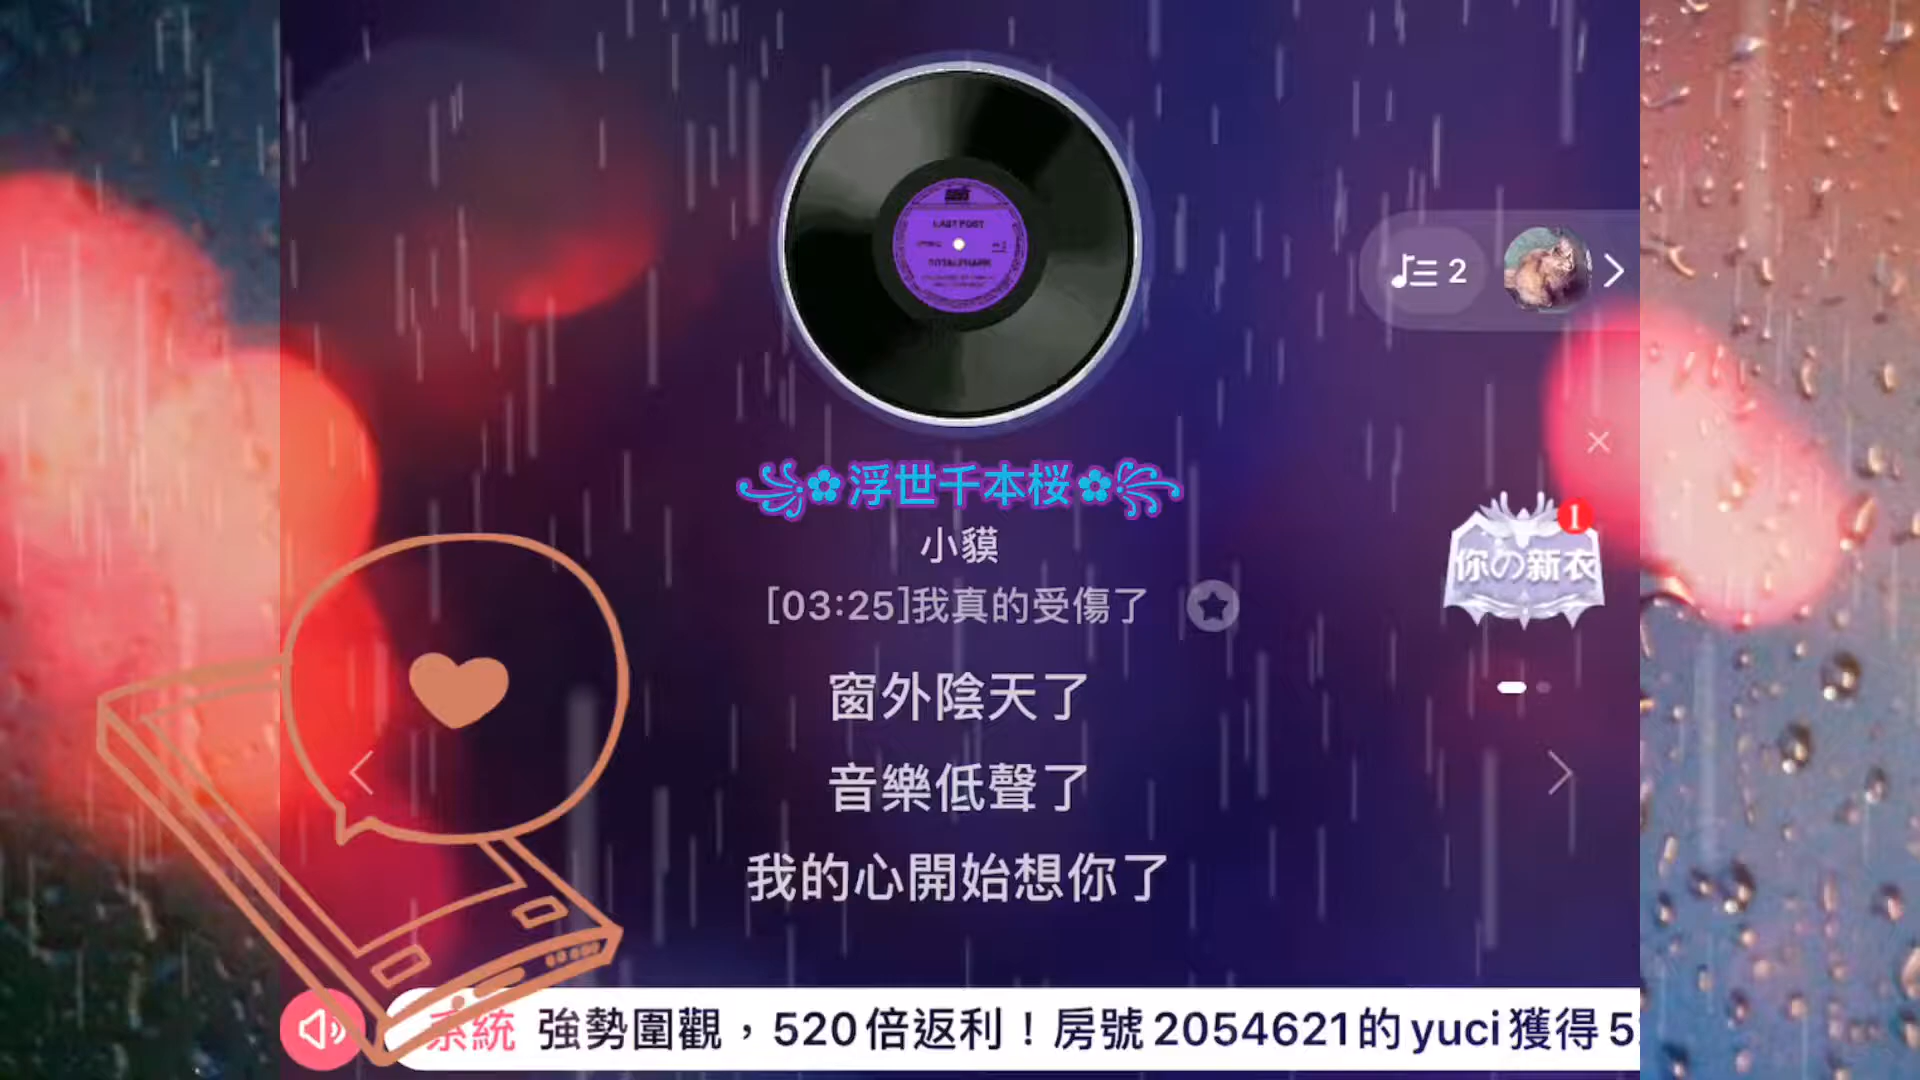 LAST POST
2
浮世千本桜
小貘
[03:25]我真的受傷了
1
你の新衣
窗外陰天了
音樂低聲了
我的心開始想你了
系統 強勢圍觀，520倍返利！房號2054621的yuci獲得5